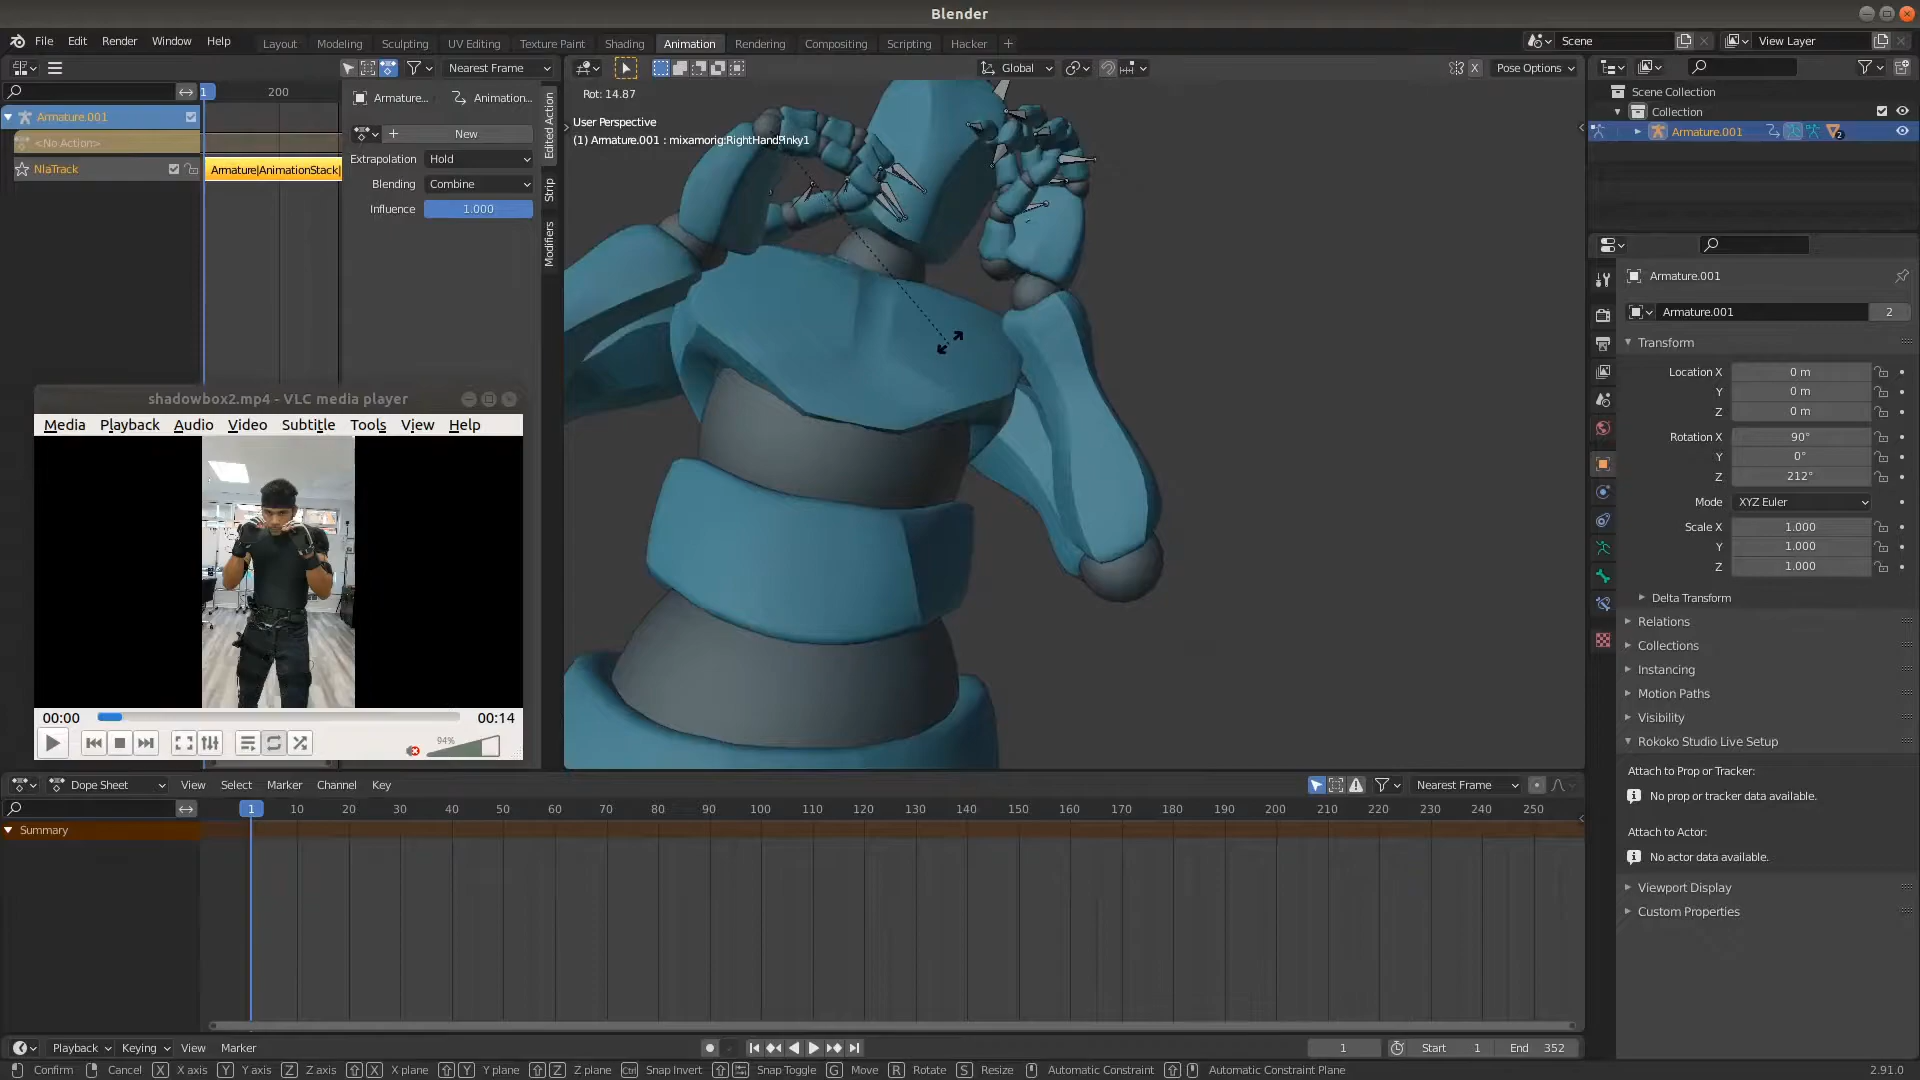 Blender
File Edit Render Window Help
Layout Modeling Sculpting UV Editing Texture Paint Shading Animation Rendering Compositing Scripting Hacker +
Scene
View Layer
Nearest Frame
Global
X
Pose Options
1
200
Armature.001
<No Action>
NlaTrack
Armature|AnimationStack|
Armature...
Animation...
New
Extrapolation Hold
Blending Combine
Influence 1.000
Edited Action
Strip
Modifiers
Rot: 14.87
User Perspective
(1) Armature.001 : mixamorig:RightHandPinky1
Scene Collection
Collection
Armature.001
2
Armature.001
Armature.001 2
Transform
Location X 0 m
Y 0 m
Z 0 m
Rotation X 90°
Y 0°
Z 212°
Mode XYZ Euler
Scale X 1.000
Y 1.000
Z 1.000
Delta Transform
Relations
Collections
Instancing
Motion Paths
Visibility
Rokoko Studio Live Setup
Attach to Prop or Tracker:
No prop or tracker data available.
Attach to Actor:
No actor data available.
Viewport Display
Custom Properties
shadowbox2.mp4 - VLC media player
Media Playback Audio Video Subtitle Tools View Help
00:00
00:14
94%
Dope Sheet View Select Marker Channel Key
Nearest Frame
1 10 20 30 40 50 60 70 80 90 100 110 120 130 140 150 160 170 180 190 200 210 220 230 240 250
Summary
Playback Keying View Marker
1
Start 1
End 352
Confirm Cancel X X axis Y Y axis Z Z axis X X plane Y Y plane Z Z plane Ctrl Snap Invert Snap Toggle G Move R Rotate S Resize Automatic Constraint Automatic Constraint Plane
2.91.0